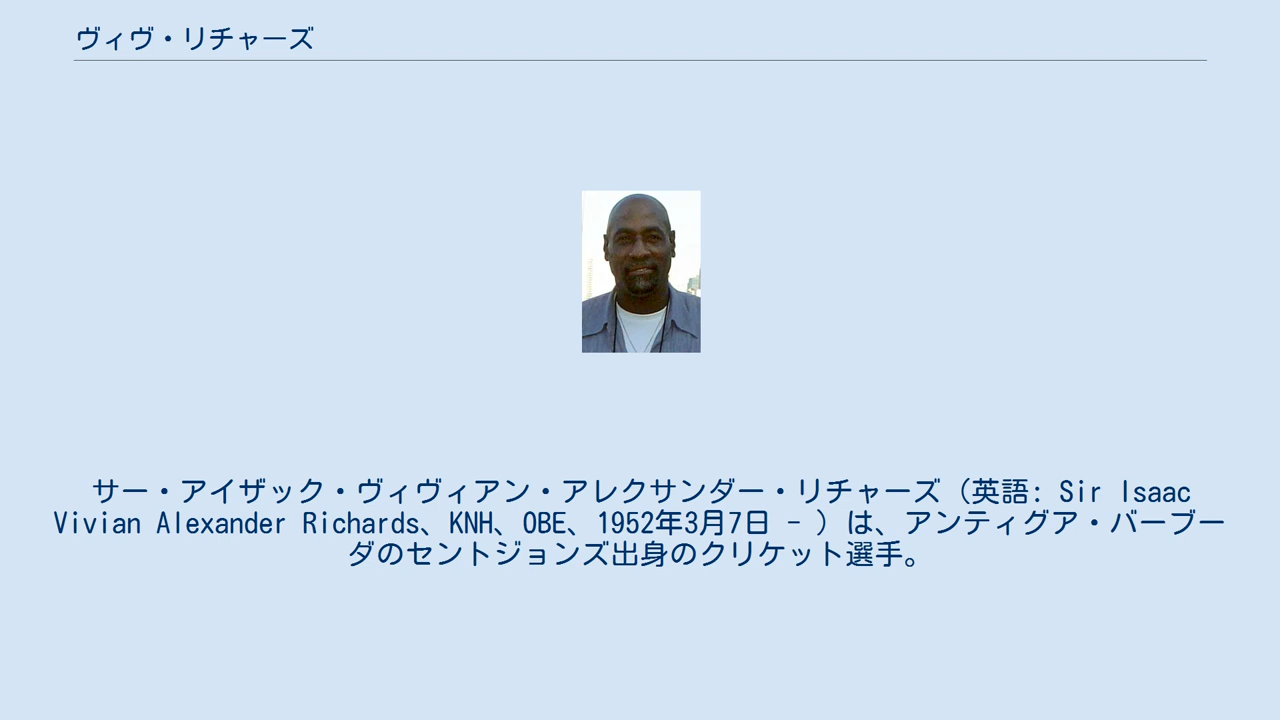 ヴィヴ・リチャーズ
サー・アイザック・ヴィヴィアン・アレクサンダー・リチャーズ（英語: Sir Isaac
Vivian Alexander Richards、KNH、OBE、1952年3月7日 - ）は、アンティグア・バーブー
ダのセントジョンズ出身のクリケット選手。